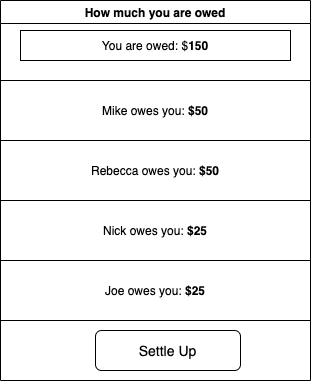 How much you are owed
You are owed: $150
Mike owes you: $50
Rebecca owes you: $50
Nick owes you: $25
Joe owes you: $25
Settle Up